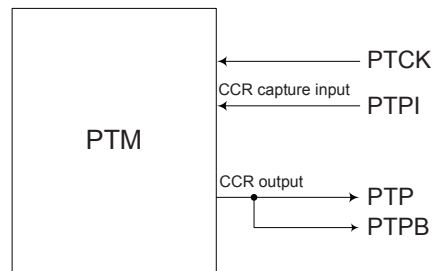 PTCK
CCR capture input
PTPI
PTM
CCR output
PTP
PTPB